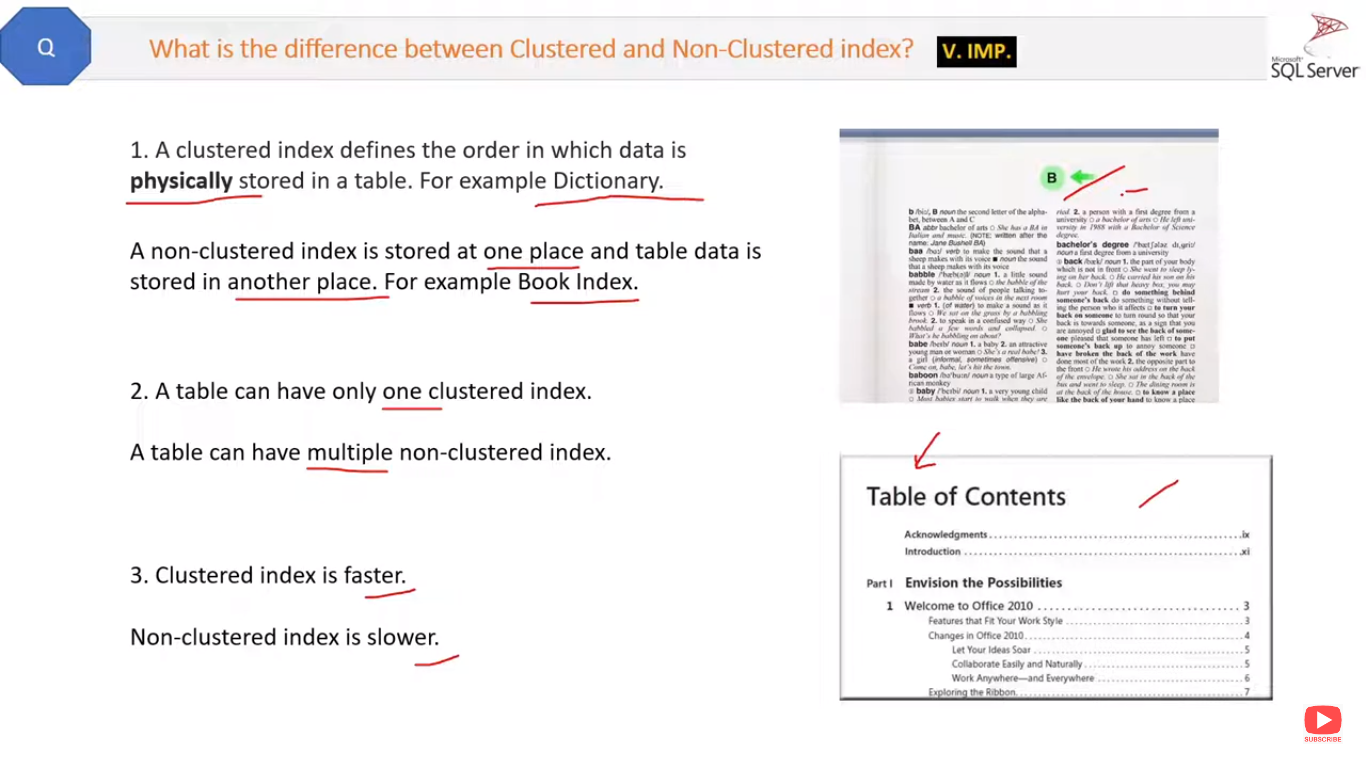 Q
What is the difference between Clustered and Non-Clustered index?
V. IMP.
Microsoft
SQL Server
1. A clustered index defines the order in which data is
physically stored in a table. For example Dictionary.
A non-clustered index is stored at one place and table data is
stored in another place. For example Book Index.
2. A table can have only one clustered index.
A table can have multiple non-clustered index.
3. Clustered index is faster.
Non-clustered index is slower.
B
b /biː/, B noun the second letter of the alpha-
bet, between A and C
BA abbr bachelor of arts ○ She has a BA in
Italian and music. (NOTE: written after the
name: Jane Bushell BA)
baa /bɑː/ verb to make the sound that a
sheep makes with its voice ■ noun the sound
that a sheep makes with its voice
babble noun 1. a little sound
made by water as it flows ○ the babble of the
stream 2. the sound of people talking to-
gether ○ a babble of voices in the next room
■ verb 1. (of water) to make a sound as it
flows ○ We sat on the grass by a babbling
brook. 2. to speak in a confused way ○ She
babbled a few words and collapsed. ○
What's he babbling on about?
babe /beɪb/ noun 1. a baby 2. an attractive
young man or woman ○ She's a real babe! 3.
a girl (informal, sometimes offensive) ○
Come on, babe, let's hit the town.
baboon noun a type of large Af-
rican monkey
baby /ˈbeɪbi/ noun 1. a very young child
○ Most babies start to walk when they are
ried. 2. a person with a first degree from a
university ○ a bachelor of arts ○ He left uni-
versity in 1988 with a Bachelor of Science
degree.
bachelor's degree
noun a first degree from a university
back /bæk/ noun 1. the part of your body
which is not in front ○ She went to sleep ly-
ing on her back. ○ He carried his son on his
back. ○ Don't lift that heavy box, you may
hurt your back. □ do something behind
someone's back do something without tell-
ing the person who it affects □ to turn your
back on someone to turn round so that your
back is towards someone, as a sign that you
are annoyed □ glad to see the back of some-
one pleased that someone has left □ to put
someone's back up to annoy someone □
have broken the back of the work have
done most of the work 2. the opposite part to
the front ○ He wrote his address on the back
of the envelope. ○ She sat in the back of the
bus and went to sleep. ○ The dining room is
at the back of the house. □ to know a place
like the back of your hand to know a place
Table of Contents
Acknowledgments ix
Introduction xi
Part I Envision the Possibilities
1 Welcome to Office 2010 3
Features that Fit Your Work Style 3
Changes in Office 2010 4
Let Your Ideas Soar 5
Collaborate Easily and Naturally 5
Work Anywhere—and Everywhere 6
Exploring the Ribbon. 7
SUBSCRIBE